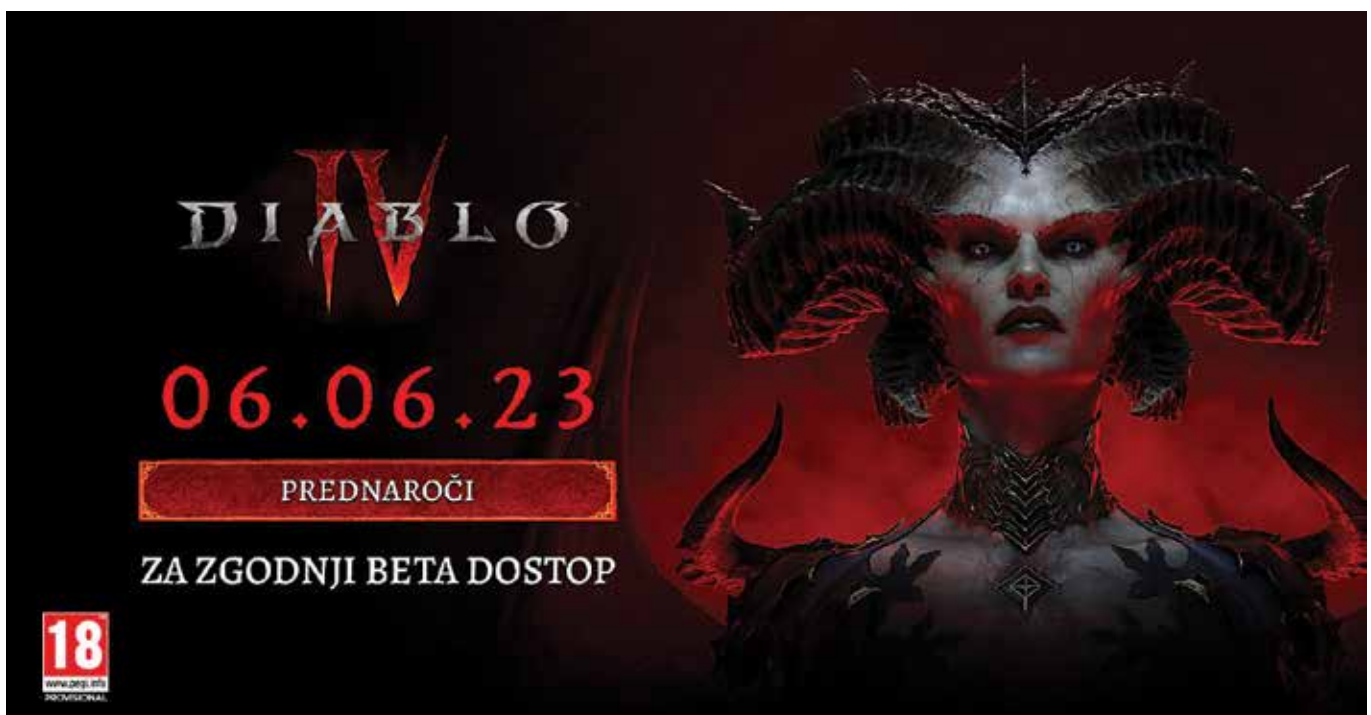 DIABLO IV
06.06.23
PREDNAROČI
ZA ZGODNJI BETA DOSTOP
18
www.pegi.info
PROVISIONAL